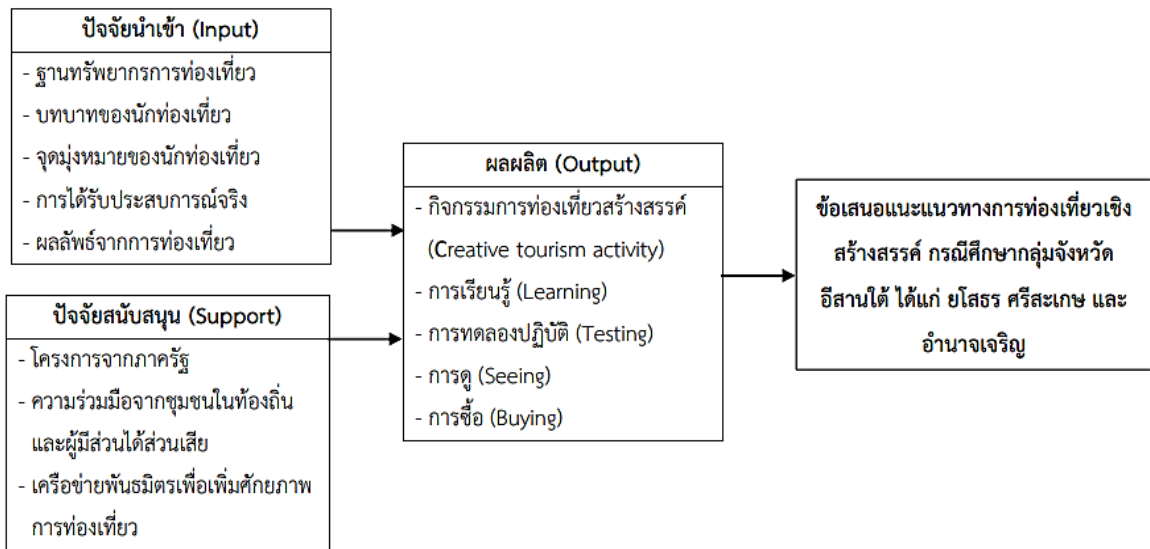 ปัจจัยนำเข้า (Input)
- ฐานทรัพยากรการท่องเที่ยว
- บทบาทของนักท่องเที่ยว
- จุดมุ่งหมายของนักท่องเที่ยว
- การได้รับประสบการณ์จริง
- ผลลัพธ์จากการท่องเที่ยว
ปัจจัยสนับสนุน (Support)
- โครงการจากภาครัฐ
- ความร่วมมือจากชุมชนในท้องถิ่น
และผู้มีส่วนได้ส่วนเสีย
- เครือข่ายพันธมิตรเพื่อเพิ่มศักยภาพ
การท่องเที่ยว
ผลผลิต (Output)
- กิจกรรมการท่องเที่ยวสร้างสรรค์
(Creative tourism activity)
- การเรียนรู้ (Learning)
- การทดลองปฏิบัติ (Testing)
- การดู (Seeing)
- การซื้อ (Buying)
ข้อเสนอแนะแนวทางการท่องเที่ยวเชิง
สร้างสรรค์ กรณีศึกษากลุ่มจังหวัด
อีสานใต้ ได้แก่ ยโสธร ศรีสะเกษ และ
อำนาจเจริญ